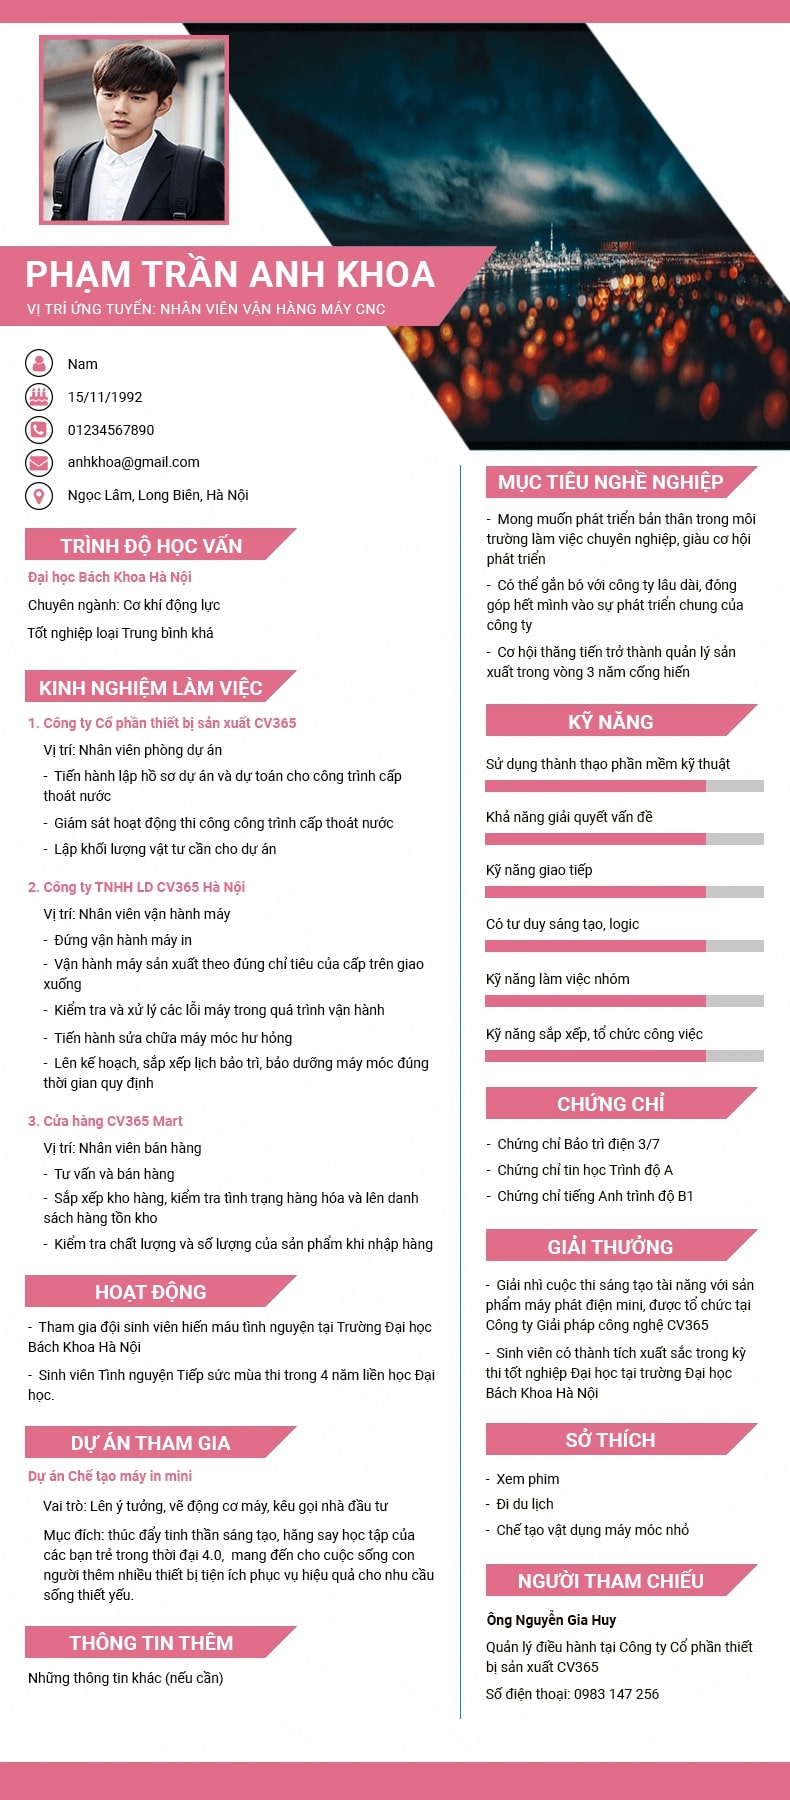 PHẠM TRẦN ANH KHOA
VỊ TRÍ ỨNG TUYỂN: NHÂN VIÊN VẬN HÀNG MÁY CNC
Nam
15/11/1992
01234567890
anhkhoa@gmail.com
Ngọc Lâm, Long Biên, Hà Nội
TRÌNH ĐỘ HỌC VẤN
Đại học Bách Khoa Hà Nội
Chuyên ngành: Cơ khí động lực
Tốt nghiệp loại Trung bình khá
KINH NGHIỆM LÀM VIỆC
1. Công ty Cổ phần thiết bị sản xuất CV365
Vị trí: Nhân viên phòng dự án
- Tiến hành lập hồ sơ dự án và dự toán cho công trình cấp
thoát nước
- Giám sát hoạt động thi công công trình cấp thoát nước
- Lập khối lượng vật tư cần cho dự án
2. Công ty TNHH LD CV365 Hà Nội
Vị trí: Nhân viên vận hành máy
- Đứng vận hành máy in
- Vận hành máy sản xuất theo đúng chỉ tiêu của cấp trên giao
xuống
- Kiểm tra và xử lý các lỗi máy trong quá trình vận hành
- Tiến hành sửa chữa máy móc hư hỏng
- Lên kế hoạch, sắp xếp lịch bảo trì, bảo dưỡng máy móc đúng
thời gian quy định
3. Cửa hàng CV365 Mart
Vị trí: Nhân viên bán hàng
- Tư vấn và bán hàng
- Sắp xếp kho hàng, kiểm tra tình trạng hàng hóa và lên danh
sách hàng tồn kho
- Kiểm tra chất lượng và số lượng của sản phẩm khi nhập hàng
HOẠT ĐỘNG
- Tham gia đội sinh viên hiến máu tình nguyện tại Trường Đại học
Bách Khoa Hà Nội
- Sinh viên Tình nguyện Tiếp sức mùa thi trong 4 năm liền học Đại
học.
DỰ ÁN THAM GIA
Dự án Chế tạo máy in mini
Vai trò: Lên ý tưởng, vẽ động cơ máy, kêu gọi nhà đầu tư
Mục đích: thúc đẩy tinh thần sáng tạo, hăng say học tập của
các bạn trẻ trong thời đại 4.0, mang đến cho cuộc sống con
người thêm nhiều thiết bị tiện ích phục vụ hiệu quả cho nhu cầu
sống thiết yếu.
THÔNG TIN THÊM
Những thông tin khác (nếu cần)
MỤC TIÊU NGHỀ NGHIỆP
- Mong muốn phát triển bản thân trong môi
trường làm việc chuyên nghiệp, giàu cơ hội
phát triển
- Có thể gắn bó với công ty lâu dài, đóng
góp hết mình vào sự phát triển chung của
công ty
- Cơ hội thăng tiến trở thành quản lý sản
xuất trong vòng 3 năm cống hiến
KỸ NĂNG
Sử dụng thành thạo phần mềm kỹ thuật
Khả năng giải quyết vấn đề
Kỹ năng giao tiếp
Có tư duy sáng tạo, logic
Kỹ năng làm việc nhóm
Kỹ năng sắp xếp, tổ chức công việc
CHỨNG CHỈ
- Chứng chỉ Bảo trì điện 3/7
- Chứng chỉ tin học Trình độ A
- Chứng chỉ tiếng Anh trình độ B1
GIẢI THƯỞNG
- Giải nhì cuộc thi sáng tạo tài năng với sản
phẩm máy phát điện mini, được tổ chức tại
Công ty Giải pháp công nghệ CV365
- Sinh viên có thành tích xuất sắc trong kỳ
thi tốt nghiệp Đại học tại trường Đại học
Bách Khoa Hà Nội
SỞ THÍCH
- Xem phim
- Đi du lịch
- Chế tạo vật dụng máy móc nhỏ
NGƯỜI THAM CHIẾU
Ông Nguyễn Gia Huy
Quản lý điều hành tại Công ty Cổ phần thiết
bị sản xuất CV365
Số điện thoại: 0983 147 256